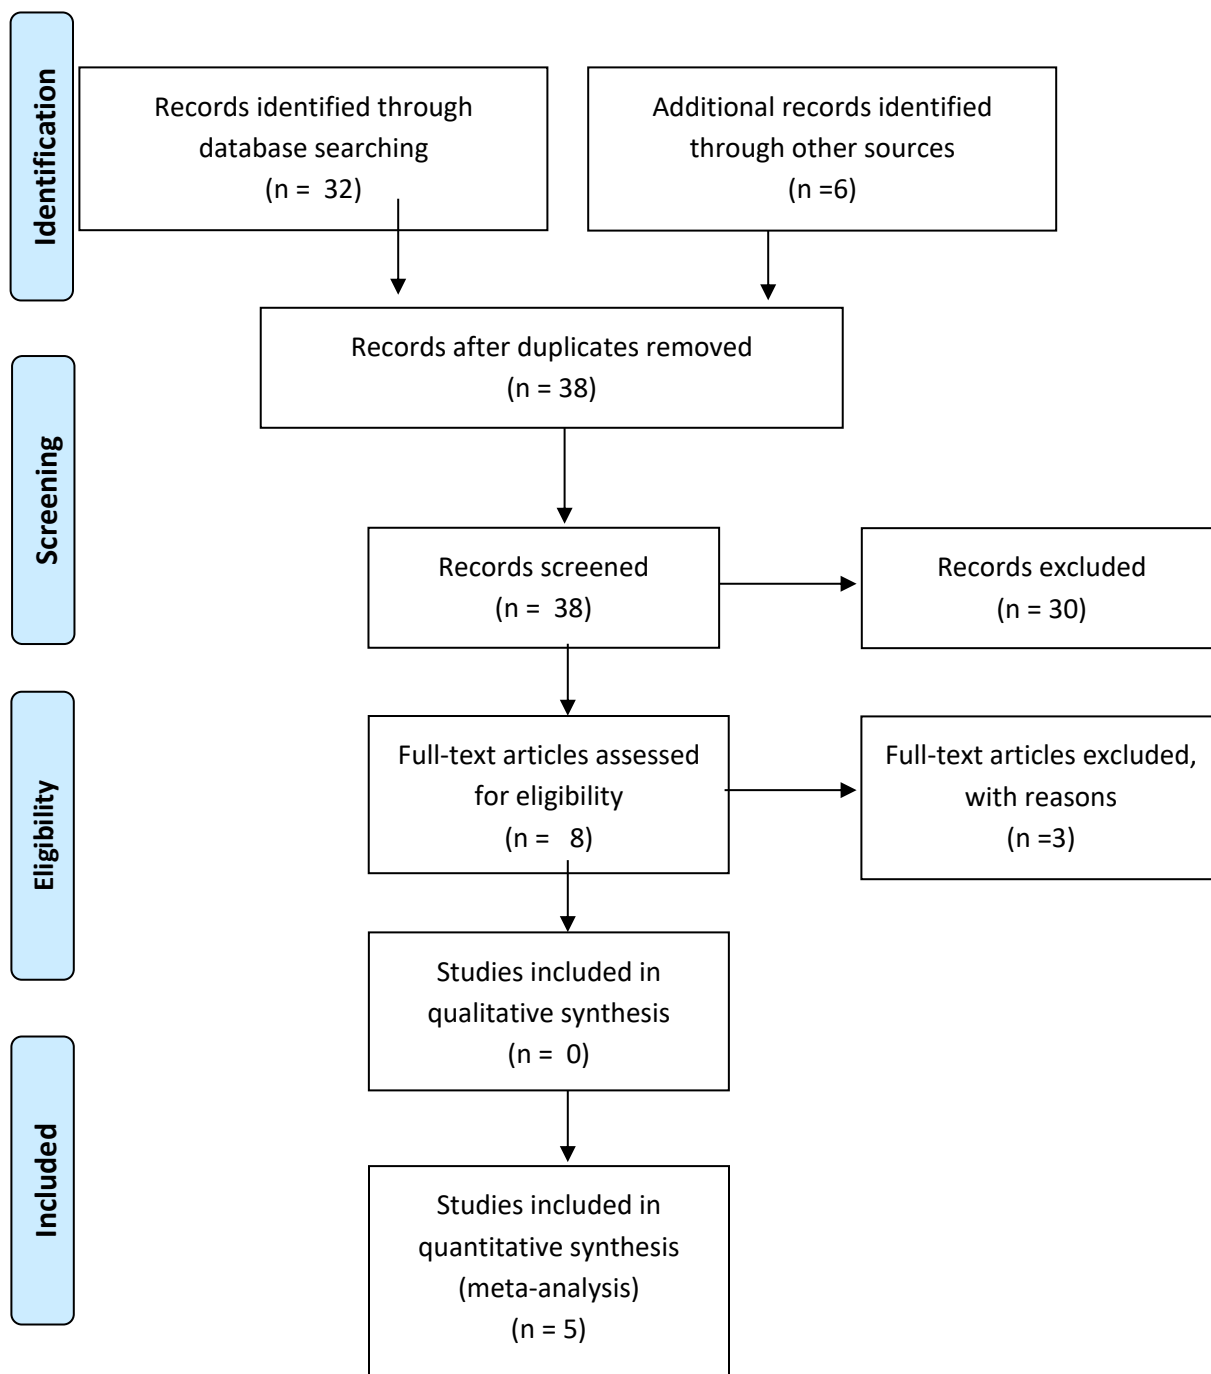 Identification
Records identified through
database searching
(n =  32)
Additional records identified
through other sources
(n =6)
Records after duplicates removed
(n = 38)
Screening
Records screened
(n =  38)
Records excluded
(n = 30)
Eligibility
Full-text articles assessed
for eligibility
(n =   8)
Full-text articles excluded,
with reasons
(n =3)
Studies included in
qualitative synthesis
(n =  0)
Included
Studies included in
quantitative synthesis
(meta-analysis)
(n = 5)